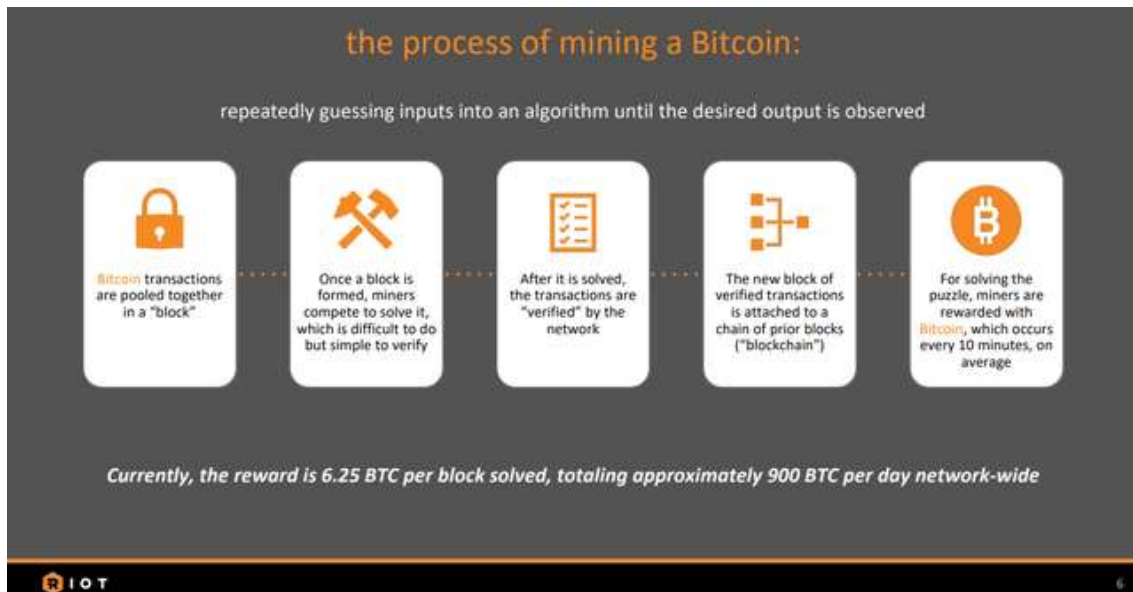 the process of mining a Bitcoin:
repeatedly guessing inputs into an algorithm until the desired output is observed
Bitcoin transactions
are pooled together
in a “block”
Once a block is
formed, miners
compete to solve it,
which is difficult to do
but simple to verify
After it is solved,
the transactions are
“verified” by the
network
The new block of
verified transactions
is attached to a
chain of prior blocks
(“blockchain”)
For solving the
puzzle, miners are
rewarded with
Bitcoin, which occurs
every 10 minutes, on
average
Currently, the reward is 6.25 BTC per block solved, totaling approximately 900 BTC per day network-wide
RIOT
6